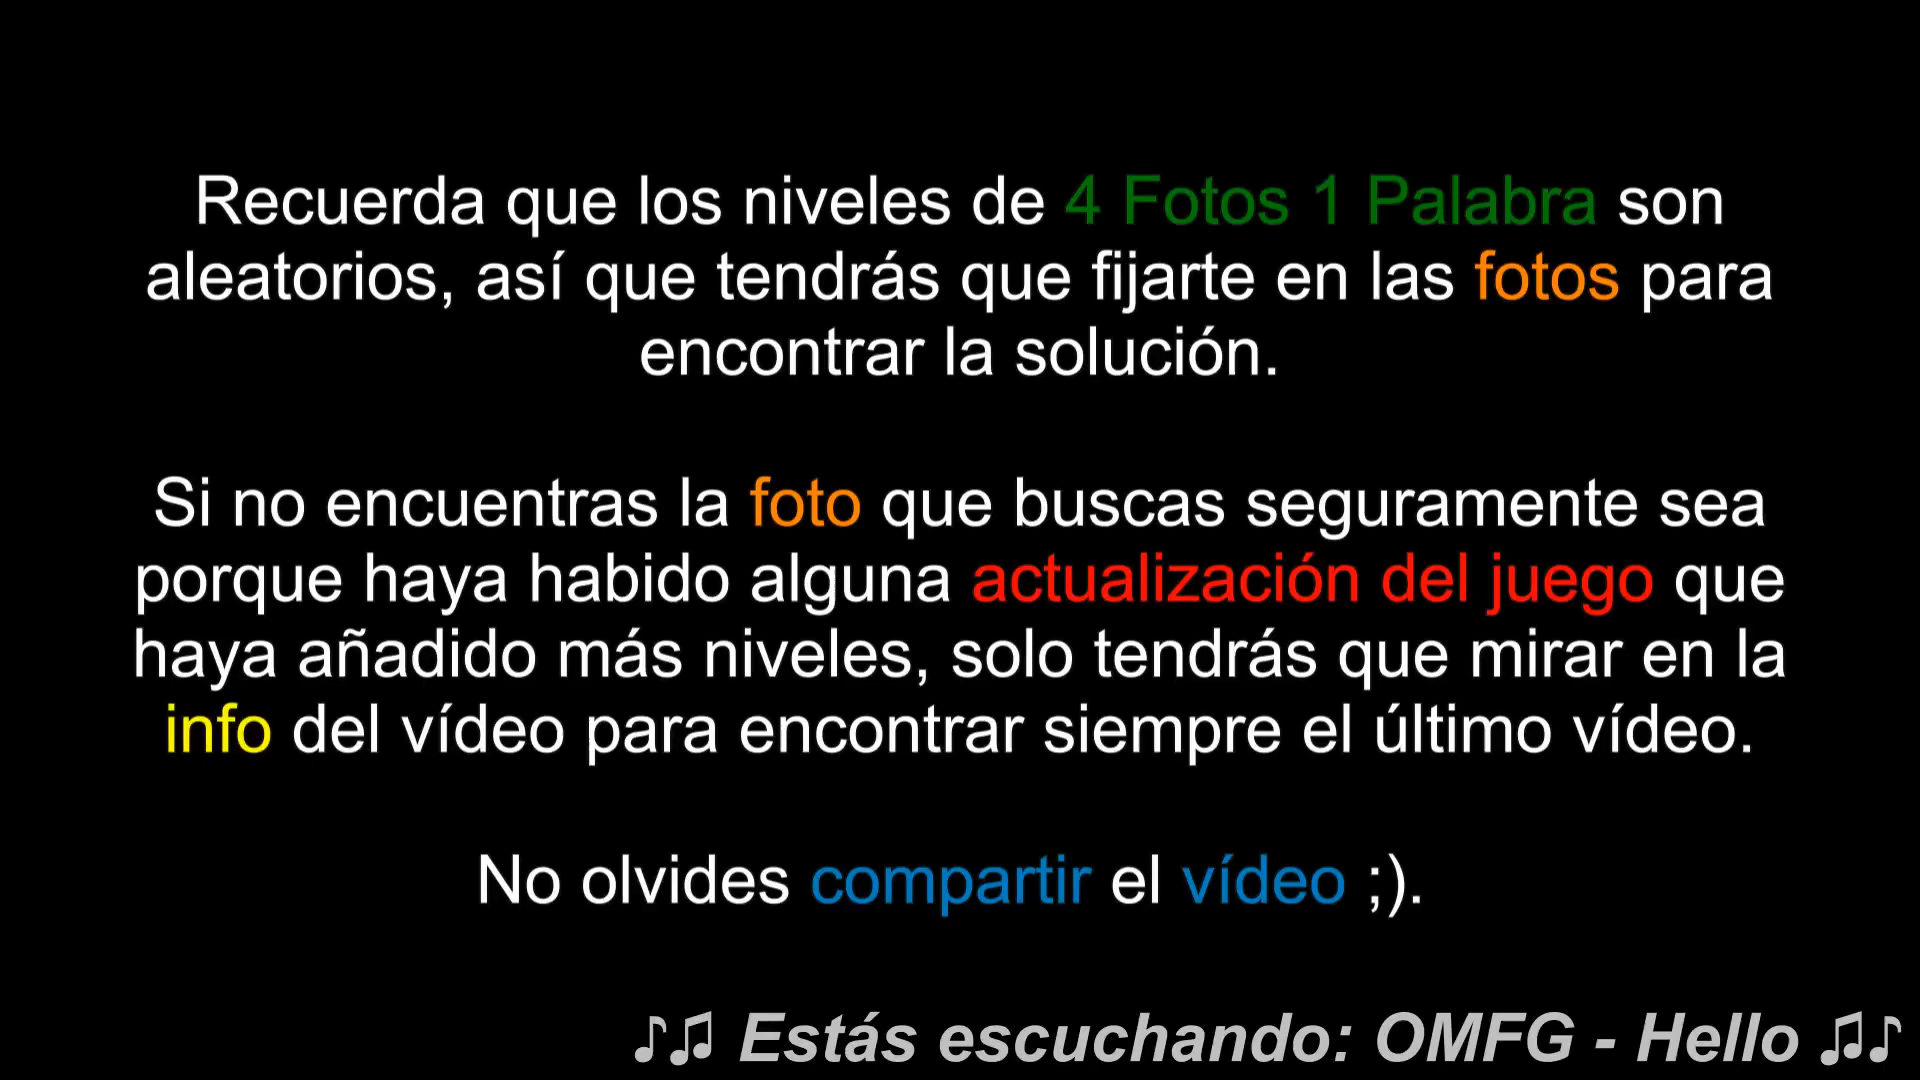 Recuerda que los niveles de 4 Fotos 1 Palabra son
aleatorios, así que tendrás que fijarte en las fotos para
encontrar la solución.
Si no encuentras la foto que buscas seguramente sea
porque haya habido alguna actualización del juego que
haya añadido más niveles, solo tendrás que mirar en la
info del vídeo para encontrar siempre el último vídeo.
No olvides compartir el vídeo ;).
♪♫ Estás escuchando: OMFG - Hello ♫♪